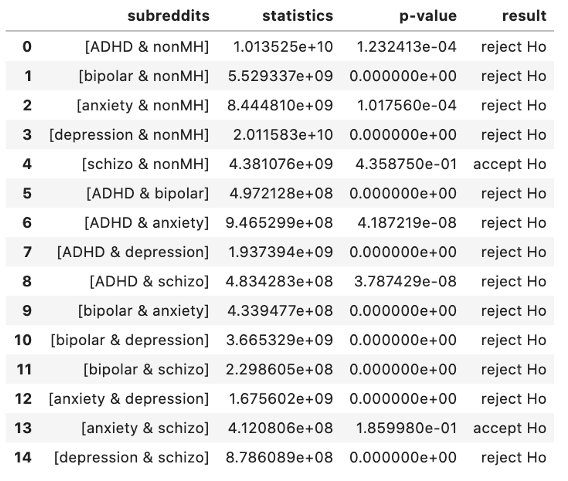 subreddits statistics p-value result
0 [ADHD & nonMH] 1.013525e+10 1.232413e-04 reject Ho
1 [bipolar & nonMH] 5.529337e+09 0.000000e+00 reject Ho
2 [anxiety & nonMH] 8.444810e+09 1.017560e-04 reject Ho
3 [depression & nonMH] 2.011583e+10 0.000000e+00 reject Ho
4 [schizo & nonMH] 4.381076e+09 4.358750e-01 accept Ho
5 [ADHD & bipolar] 4.972128e+08 0.000000e+00 reject Ho
6 [ADHD & anxiety] 9.465299e+08 4.187219e-08 reject Ho
7 [ADHD & depression] 1.937394e+09 0.000000e+00 reject Ho
8 [ADHD & schizo] 4.834283e+08 3.787429e-08 reject Ho
9 [bipolar & anxiety] 4.339477e+08 0.000000e+00 reject Ho
10 [bipolar & depression] 3.665329e+09 0.000000e+00 reject Ho
11 [bipolar & schizo] 2.298605e+08 0.000000e+00 reject Ho
12 [anxiety & depression] 1.675602e+09 0.000000e+00 reject Ho
13 [anxiety & schizo] 4.120806e+08 1.859980e-01 accept Ho
14 [depression & schizo] 8.786089e+08 0.000000e+00 reject Ho